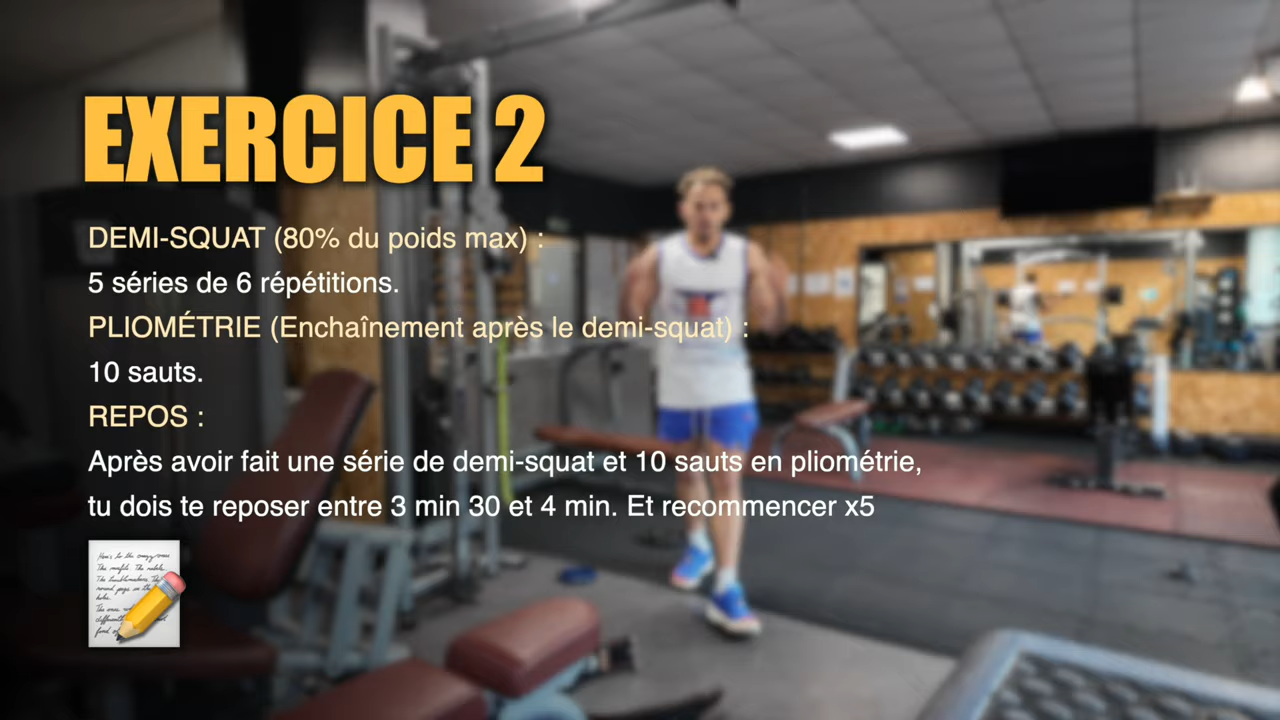 EXERCICE 2
DEMI-SQUAT (80% du poids max) :
5 séries de 6 répétitions.
PLIOMÉTRIE (Enchaînement après le demi-squat) :
10 sauts.
REPOS :
Après avoir fait une série de demi-squat et 10 sauts en pliométrie,
tu dois te reposer entre 3 min 30 et 4 min. Et recommencer x5